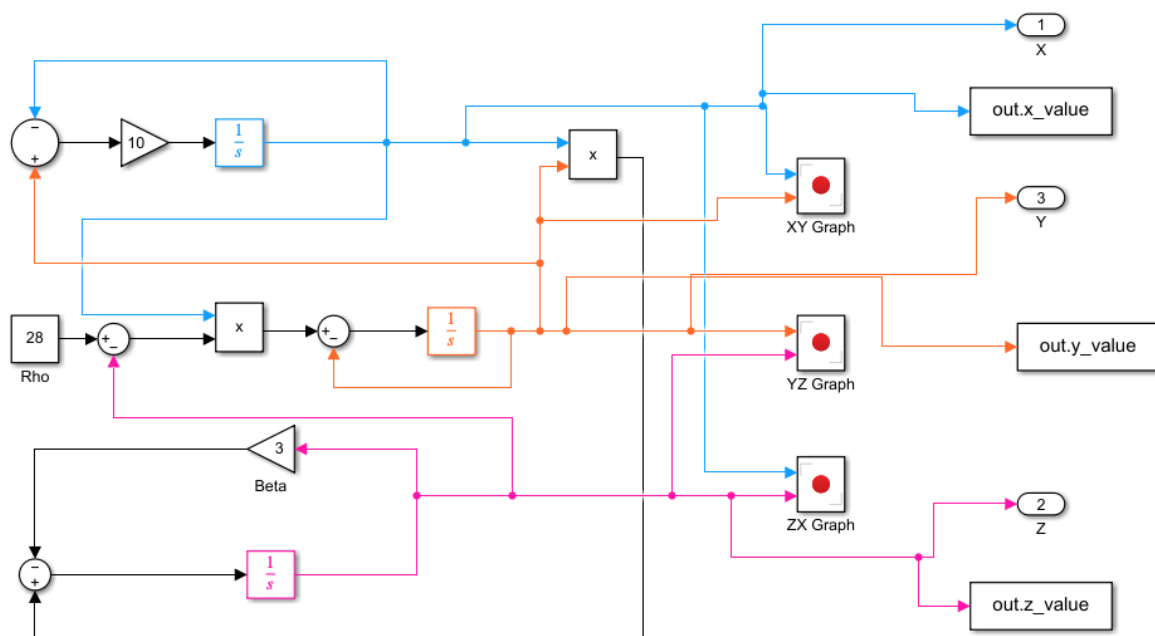 1
X
out.x_value
−
+
10
1
s
x
XY Graph
3
Y
28
Rho
+
−
x
+
−
1
s
YZ Graph
out.y_value
3
Beta
ZX Graph
2
Z
−
+
1
s
out.z_value